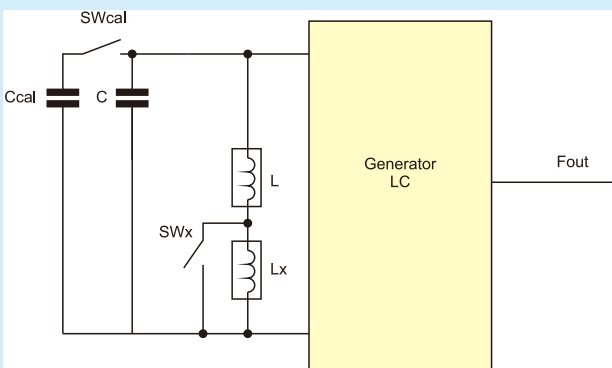 SWcal
Ccal
C
L
SWx
Lx
Generator
LC
Fout